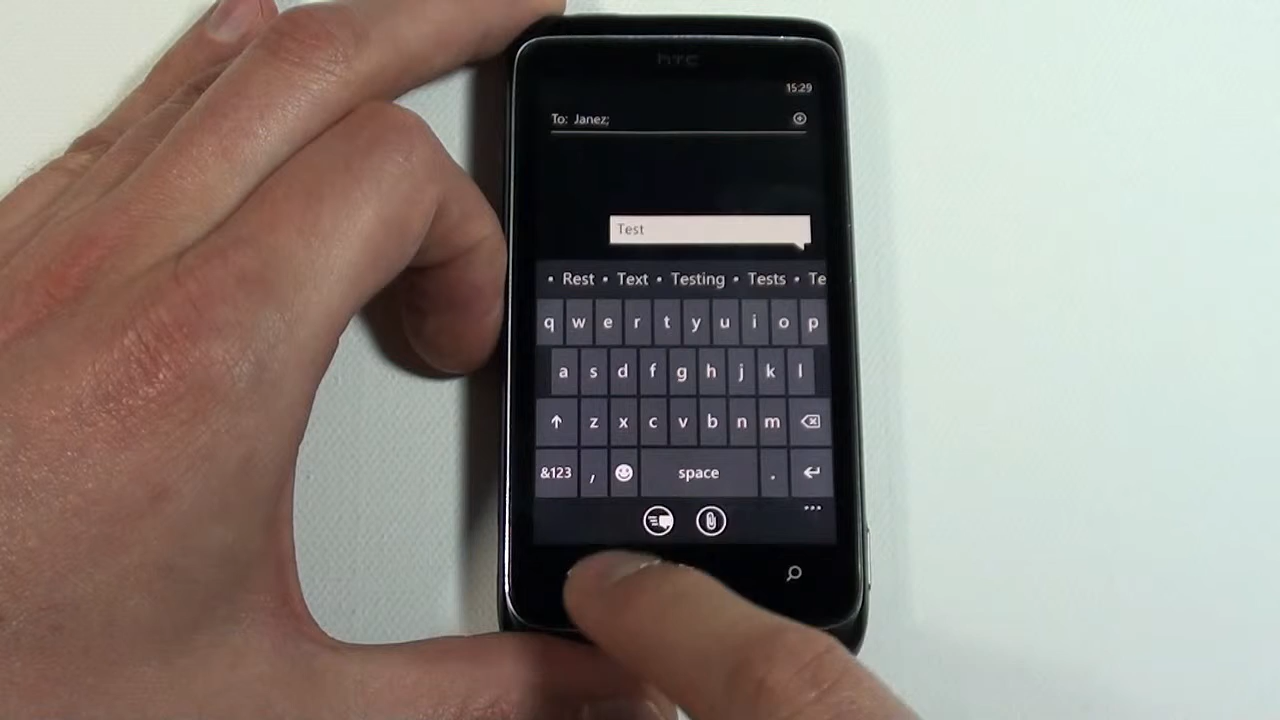 hTC
15:29
To: Janez;
Test
• Rest • Text • Testing • Tests • Te
q w e r t y u i o p
a s d f g h j k l
z x c v b n m
&123 , space .